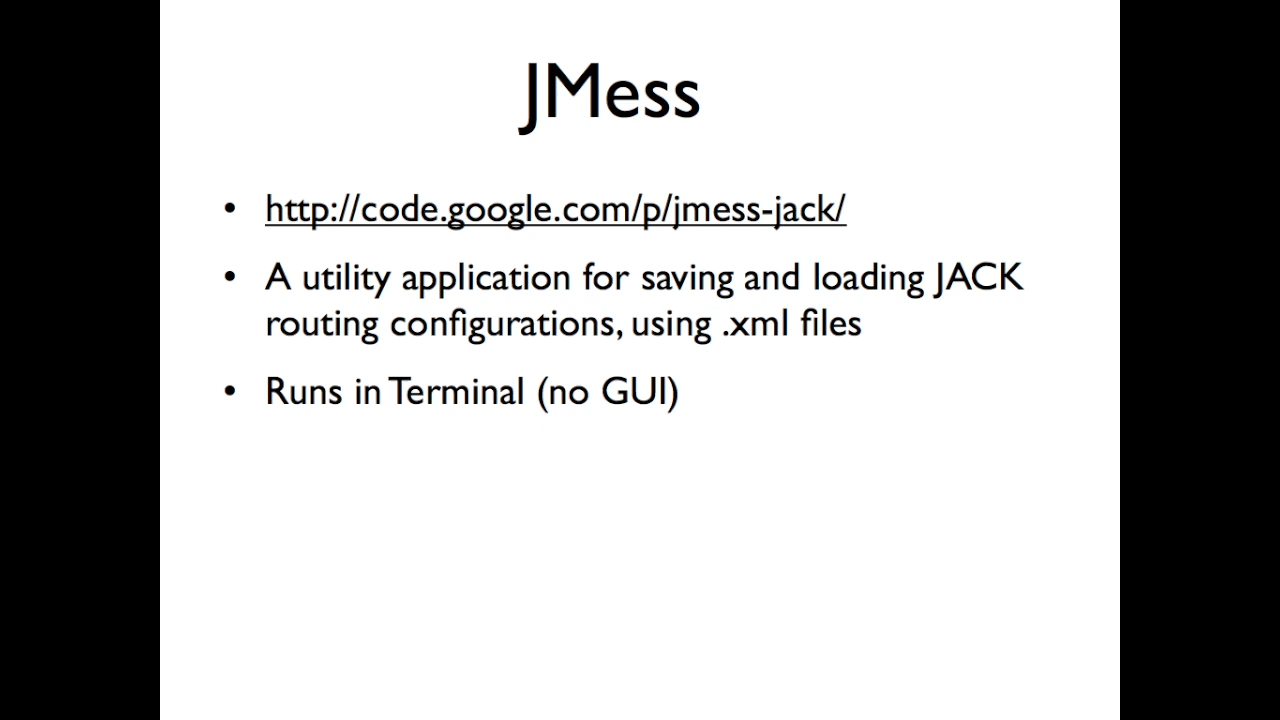 JMess
• http://code.google.com/p/jmess-jack/
• A utility application for saving and loading JACK
routing configurations, using .xml files
• Runs in Terminal (no GUI)